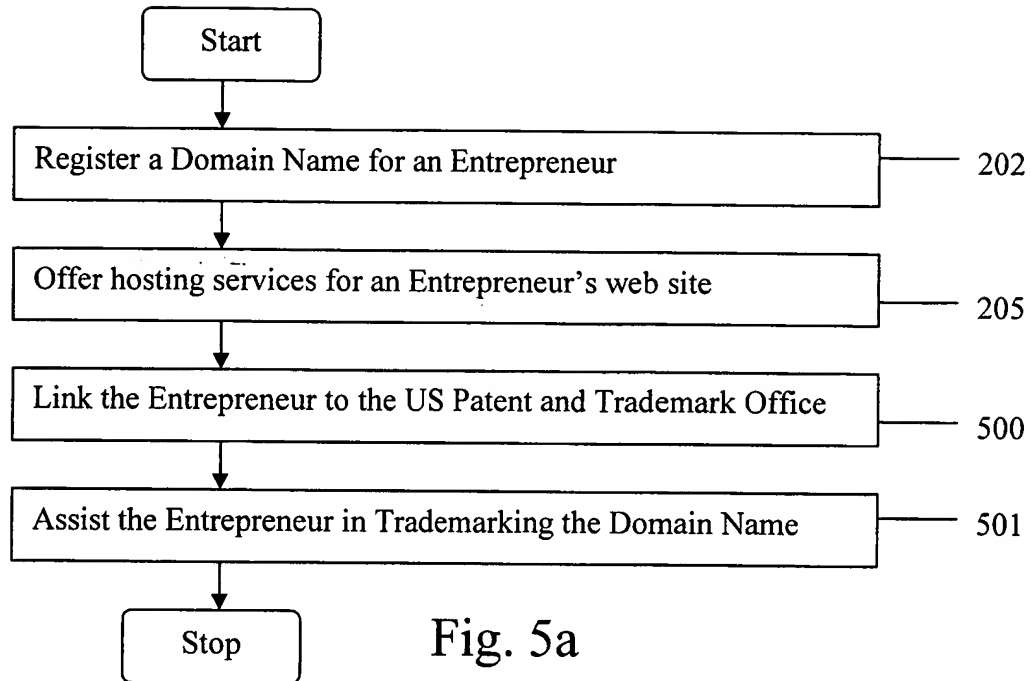 Start
Register a Domain Name for an Entrepreneur
202
Offer hosting services for an Entrepreneur's web site
205
Link the Entrepreneur to the US Patent and Trademark Office
500
Assist the Entrepreneur in Trademarking the Domain Name
501
Stop
Fig. 5a